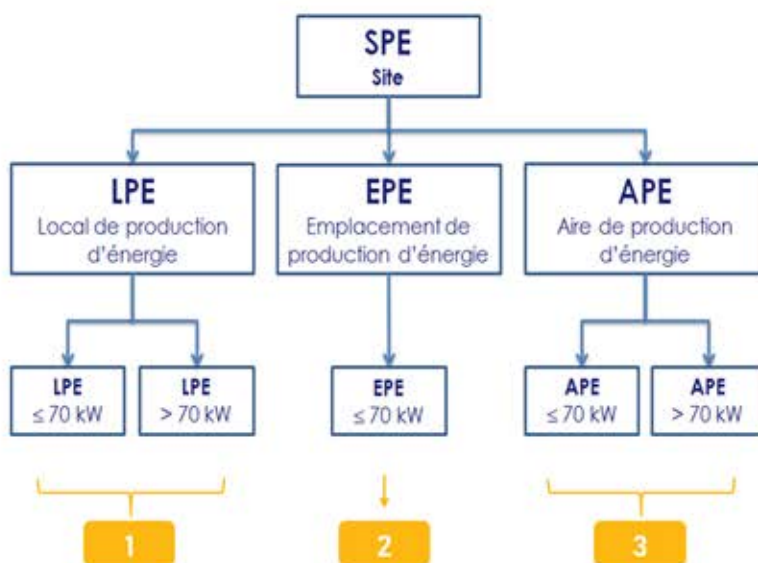 SPE
Site
LPE
Local de production
d'énergie
EPE
Emplacement de
production d'énergie
APE
Aire de production
d'énergie
LPE
≤ 70 kW
LPE
> 70 kW
EPE
≤ 70 kW
APE
≤ 70 kW
APE
> 70 kW
1
2
3